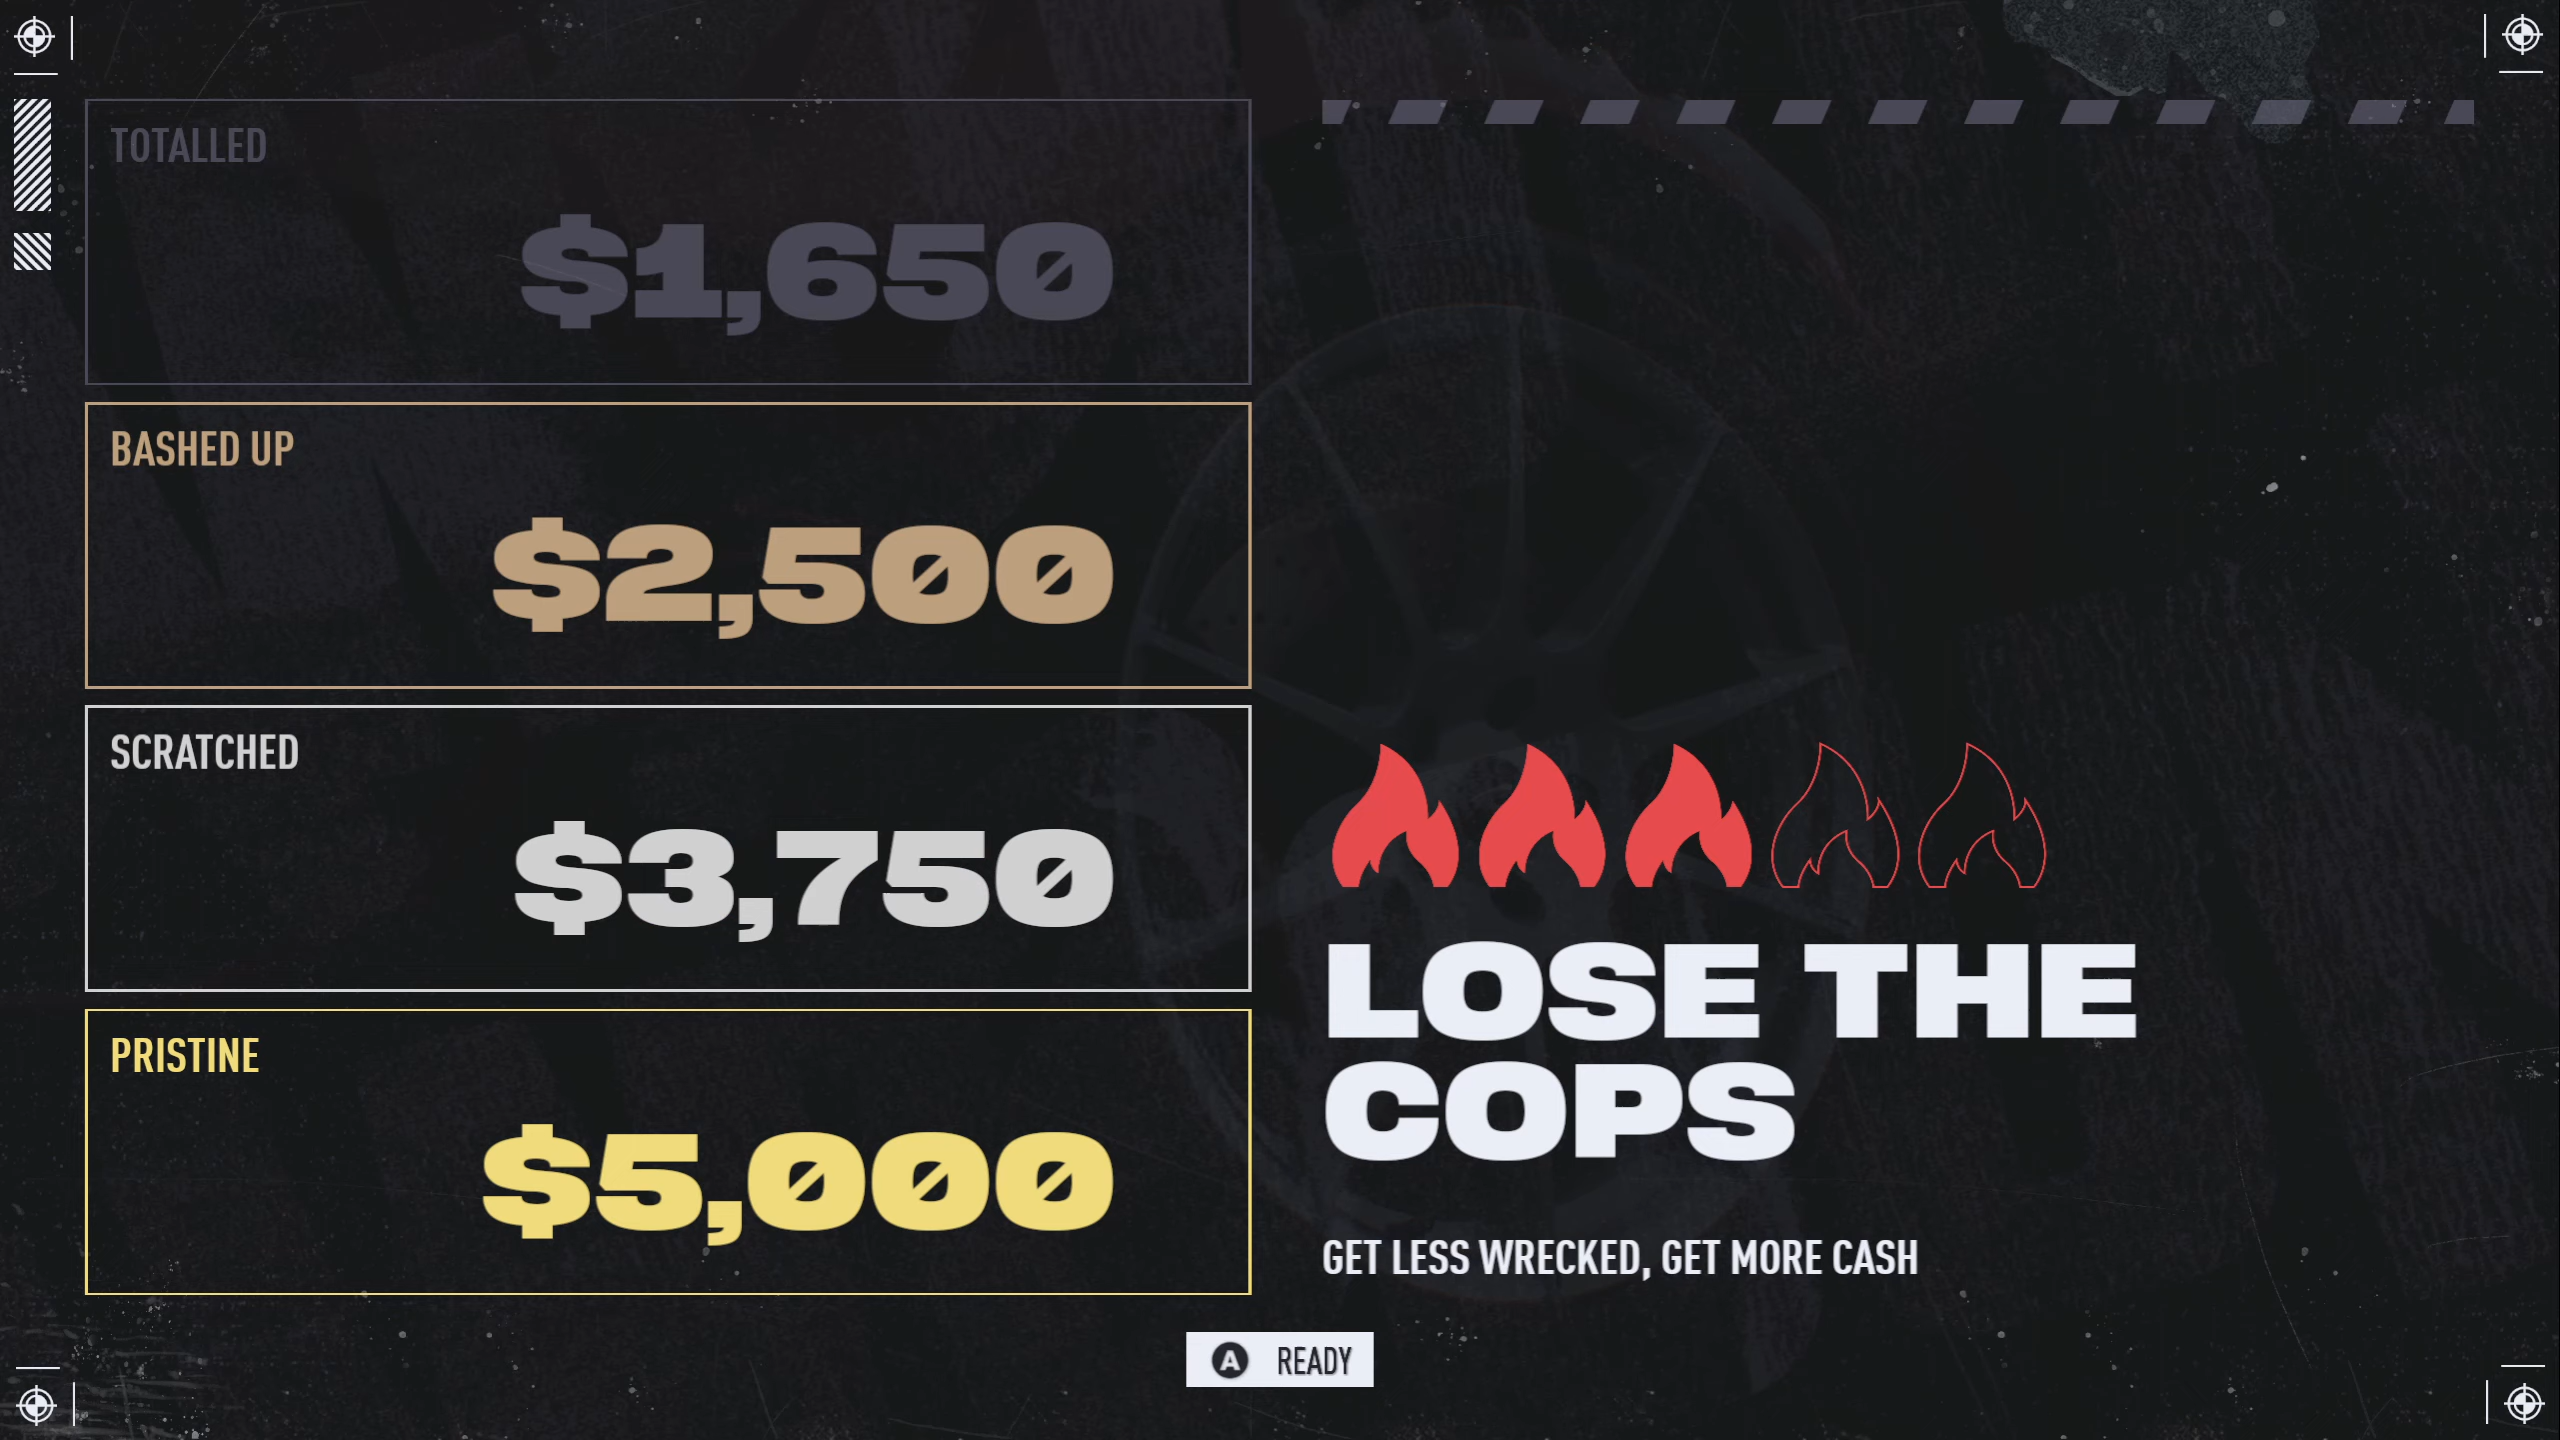 TOTALLED
$1,650
BASHED UP
$2,500
SCRATCHED
$3,750
PRISTINE
$5,000
LOSE THE
COPS
GET LESS WRECKED, GET MORE CASH
A READY